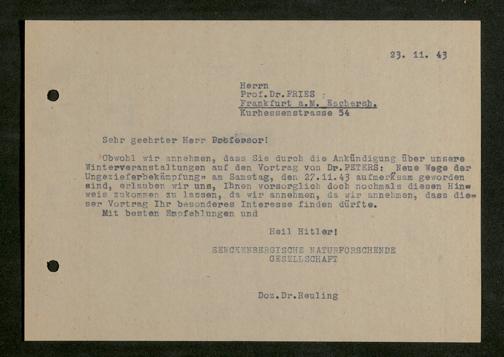 23. 11. 43
Herrn
Prof.Dr.FRIES
Frankfurt a.M. Eschersh.
Kurhessenstrasse 54
Sehr geehrter Herr Professor!
Obwohl wir annehmen, dass Sie durch die Ankündigung über unsere
Winterveranstaltungen auf den Vortrag von Dr.PETERS: Neue Wege der
Ungezieferbekämpfung" am Samstag, den 27.11.43 aufmerksam geworden
sind, erlauben wir uns, Ihnen vorsorglich doch nochmals diesen Hin-
weis zukommen zu lassen, da wir annehmen, da wir annehmen, dass die-
ser Vortrag Ihr besonderes Interesse finden dürfte.
Mit besten Empfehlungen und
Heil Hitler!
SENCKENBERGISCHE NATURFORSCHENDE
GESELLSCHAFT
Doz.Dr.Reuling